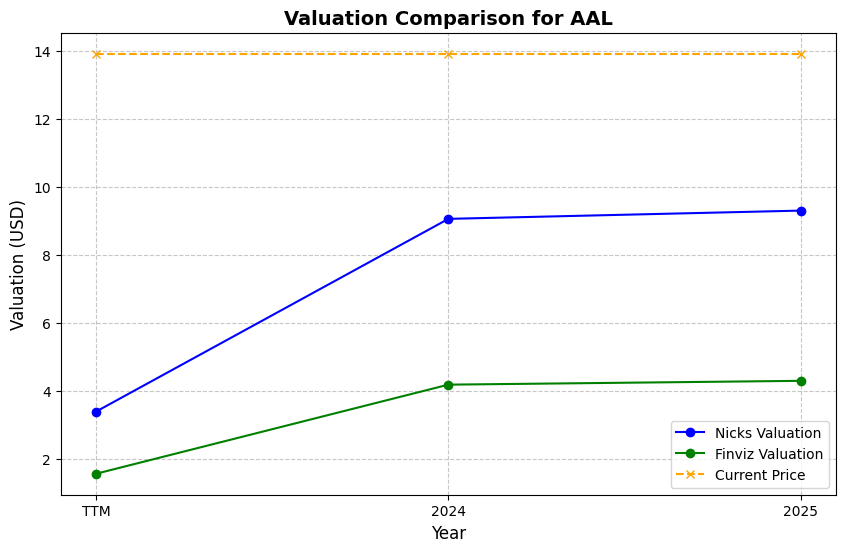 Valuation Comparison for AAL
Valuation (USD)
14
12
10
8
6
4
2
TTM
2024
2025
Year
Nicks Valuation
Finviz Valuation
Current Price